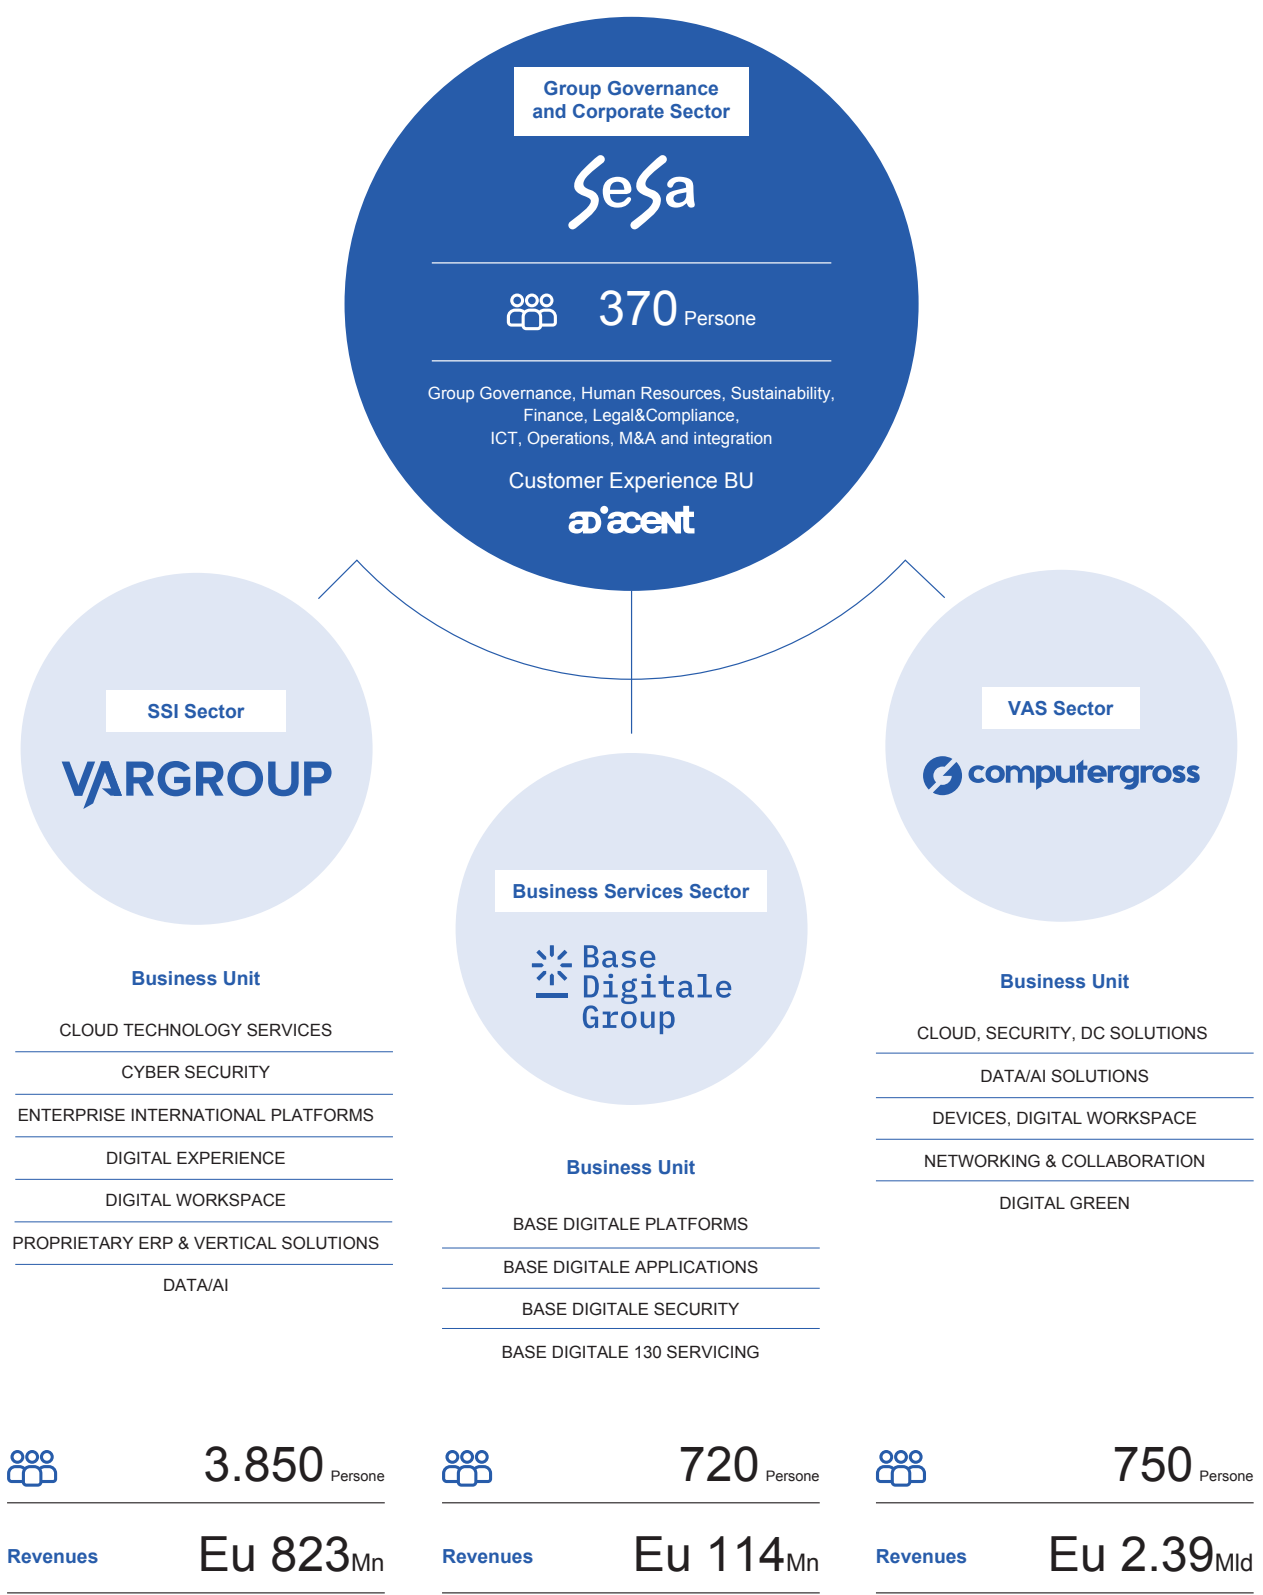 Group Governance
and Corporate Sector
SeSa
370 Persone
Group Governance, Human Resources, Sustainability,
Finance, Legal&Compliance,
ICT, Operations, M&A and integration
Customer Experience BU
adiacent
SSI Sector
VARGROUP
Business Unit
CLOUD TECHNOLOGY SERVICES
CYBER SECURITY
ENTERPRISE INTERNATIONAL PLATFORMS
DIGITAL EXPERIENCE
DIGITAL WORKSPACE
PROPRIETARY ERP & VERTICAL SOLUTIONS
DATA/AI
3.850 Persone
Revenues Eu 823Mn
Business Services Sector
Base
Digitale
Group
Business Unit
BASE DIGITALE PLATFORMS
BASE DIGITALE APPLICATIONS
BASE DIGITALE SECURITY
BASE DIGITALE 130 SERVICING
720 Persone
Revenues Eu 114Mn
VAS Sector
computergross
Business Unit
CLOUD, SECURITY, DC SOLUTIONS
DATA/AI SOLUTIONS
DEVICES, DIGITAL WORKSPACE
NETWORKING & COLLABORATION
DIGITAL GREEN
750 Persone
Revenues Eu 2.39Mld